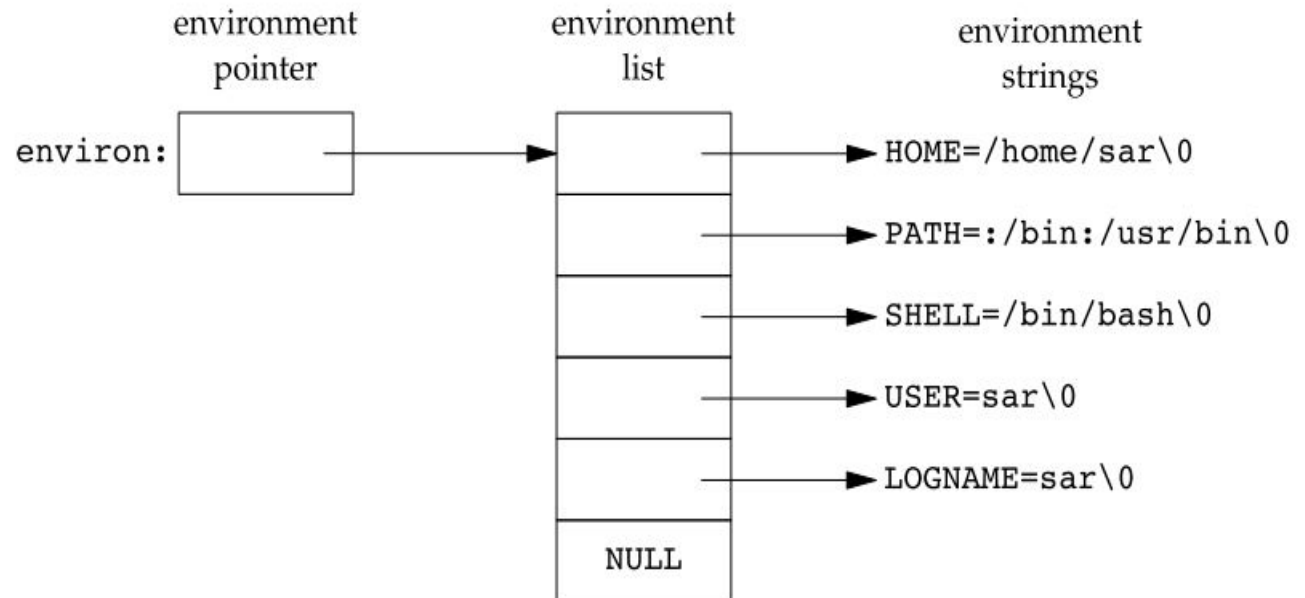 environment
pointer
environment
list
environment
strings
environ:
HOME=/home/sar\0
PATH=:/bin:/usr/bin\0
SHELL=/bin/bash\0
USER=sar\0
LOGNAME=sar\0
NULL